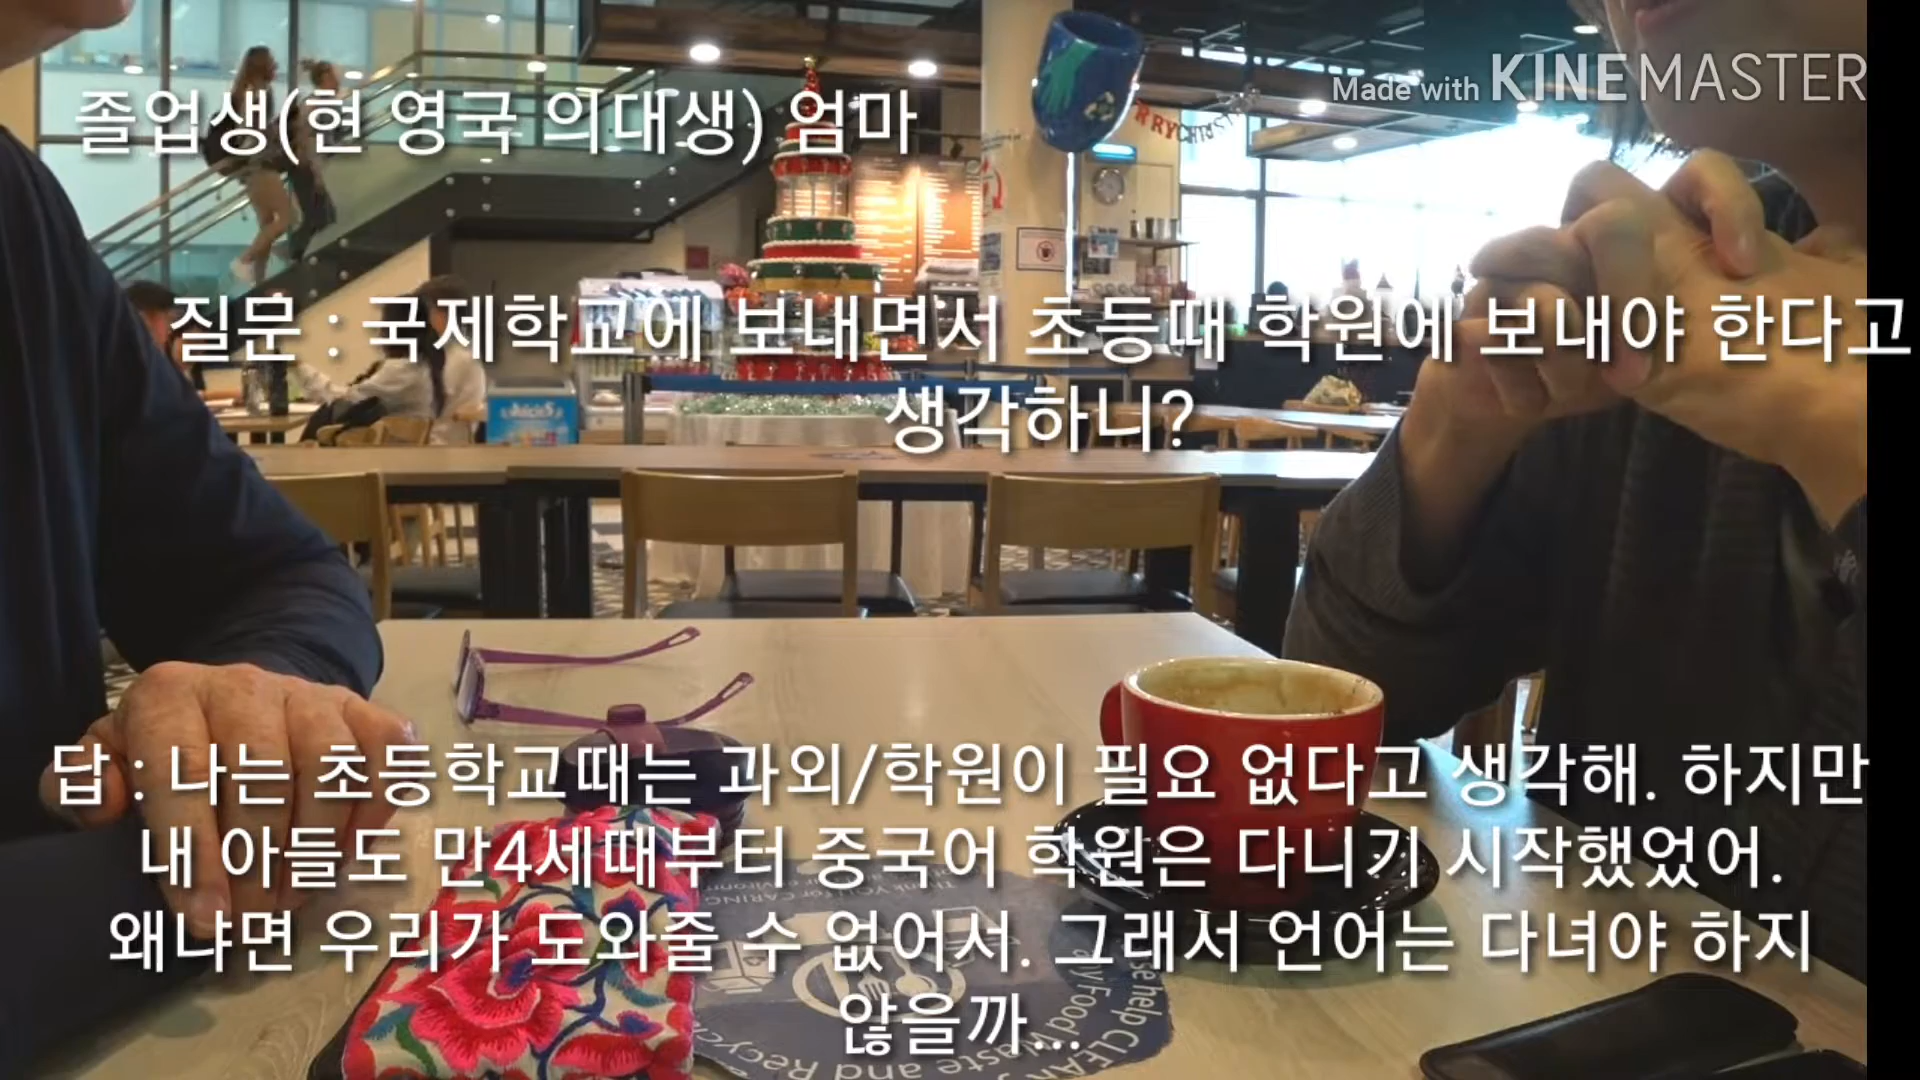 Made with KINEMASTER
졸업생(현 영국 의대생) 엄마
질문 : 국제학교에 보내면서 초등때 학원에 보내야 한다고
생각하니?
답 : 나는 초등학교때는 과외/학원이 필요 없다고 생각해. 하지만
내 아들도 만4세때부터 중국어 학원은 다니기 시작했었어.
왜냐면 우리가 도와줄 수 없어서. 그래서 언어는 다녀야 하지
않을까...